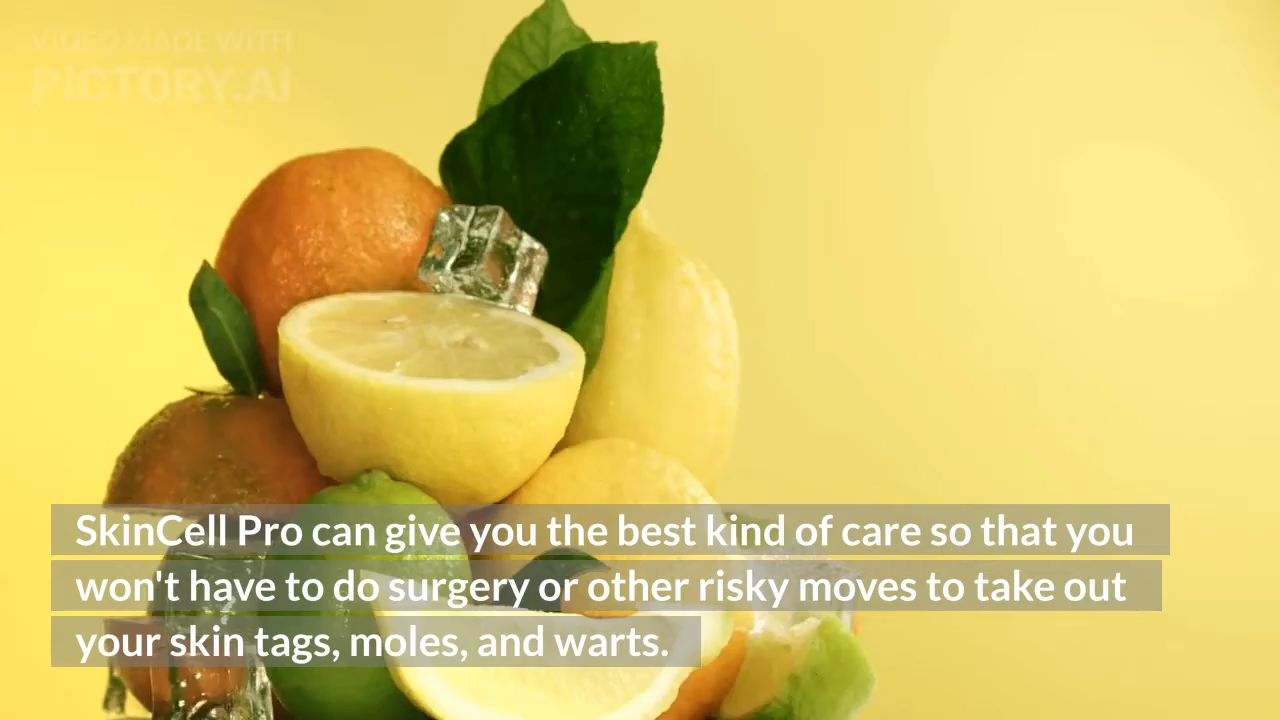 VIDEO MADE WITH
PICTORY.AI
SkinCell Pro can give you the best kind of care so that you
won't have to do surgery or other risky moves to take out
your skin tags, moles, and warts.